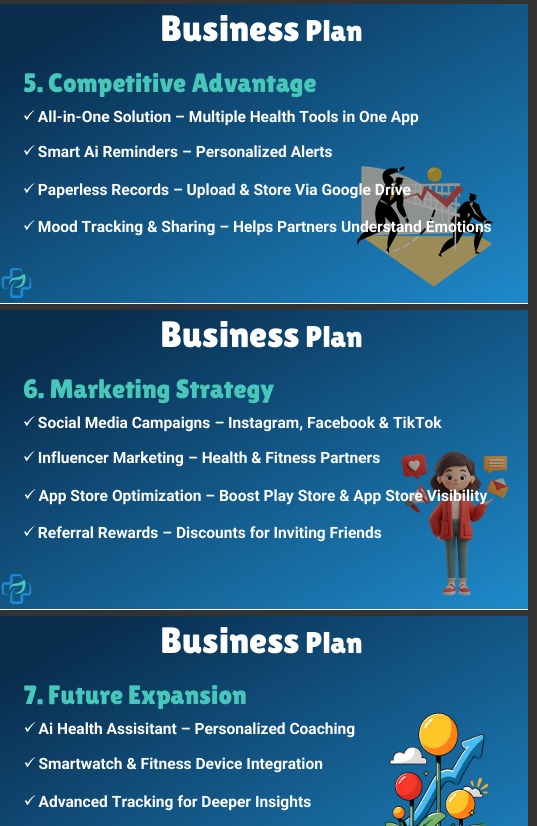 Business Plan
5. Competitive Advantage
✓ All-in-One Solution – Multiple Health Tools in One App
✓ Smart Ai Reminders – Personalized Alerts
✓ Paperless Records – Upload & Store Via Google Drive
✓ Mood Tracking & Sharing – Helps Partners Understand Emotions
Business Plan
6. Marketing Strategy
✓ Social Media Campaigns – Instagram, Facebook & TikTok
✓ Influencer Marketing – Health & Fitness Partners
✓ App Store Optimization – Boost Play Store & App Store Visibility
✓ Referral Rewards – Discounts for Inviting Friends
Business Plan
7. Future Expansion
✓ Ai Health Assisitant – Personalized Coaching
✓ Smartwatch & Fitness Device Integration
✓ Advanced Tracking for Deeper Insights